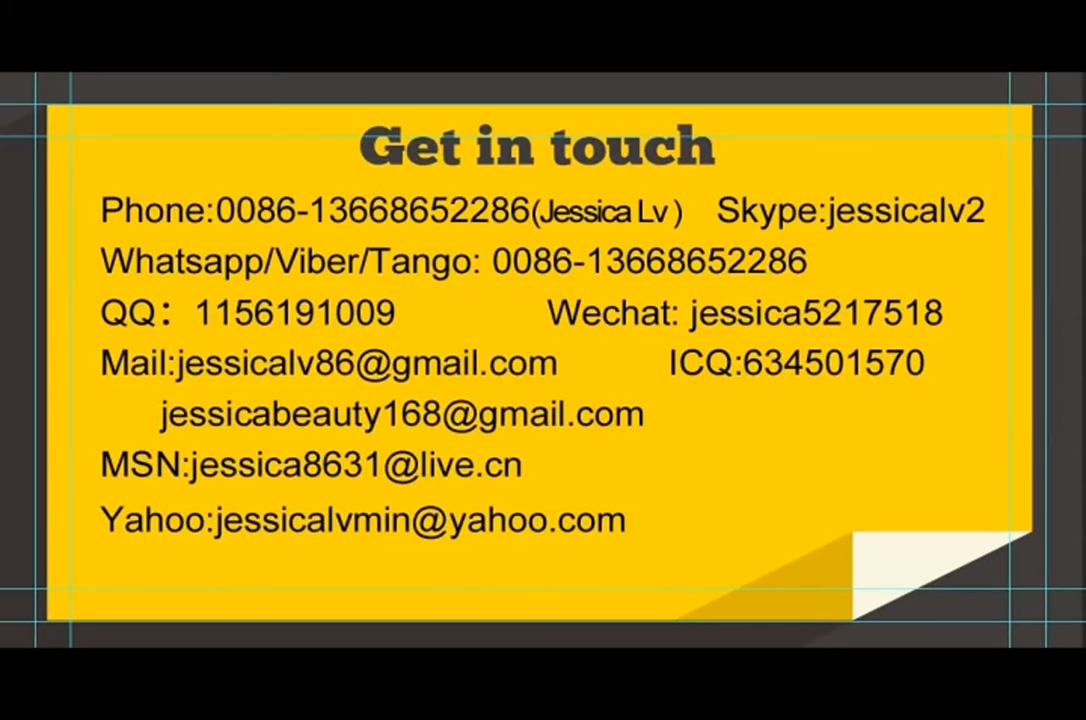 Get in touch
Phone:0086-13668652286(Jessica Lv ) Skype:jessicalv2
Whatsapp/Viber/Tango: 0086-13668652286
QQ：1156191009 Wechat: jessica5217518
Mail:jessicalv86@gmail.com ICQ:634501570
jessicabeauty168@gmail.com
MSN:jessica8631@live.cn
Yahoo:jessicalvmin@yahoo.com